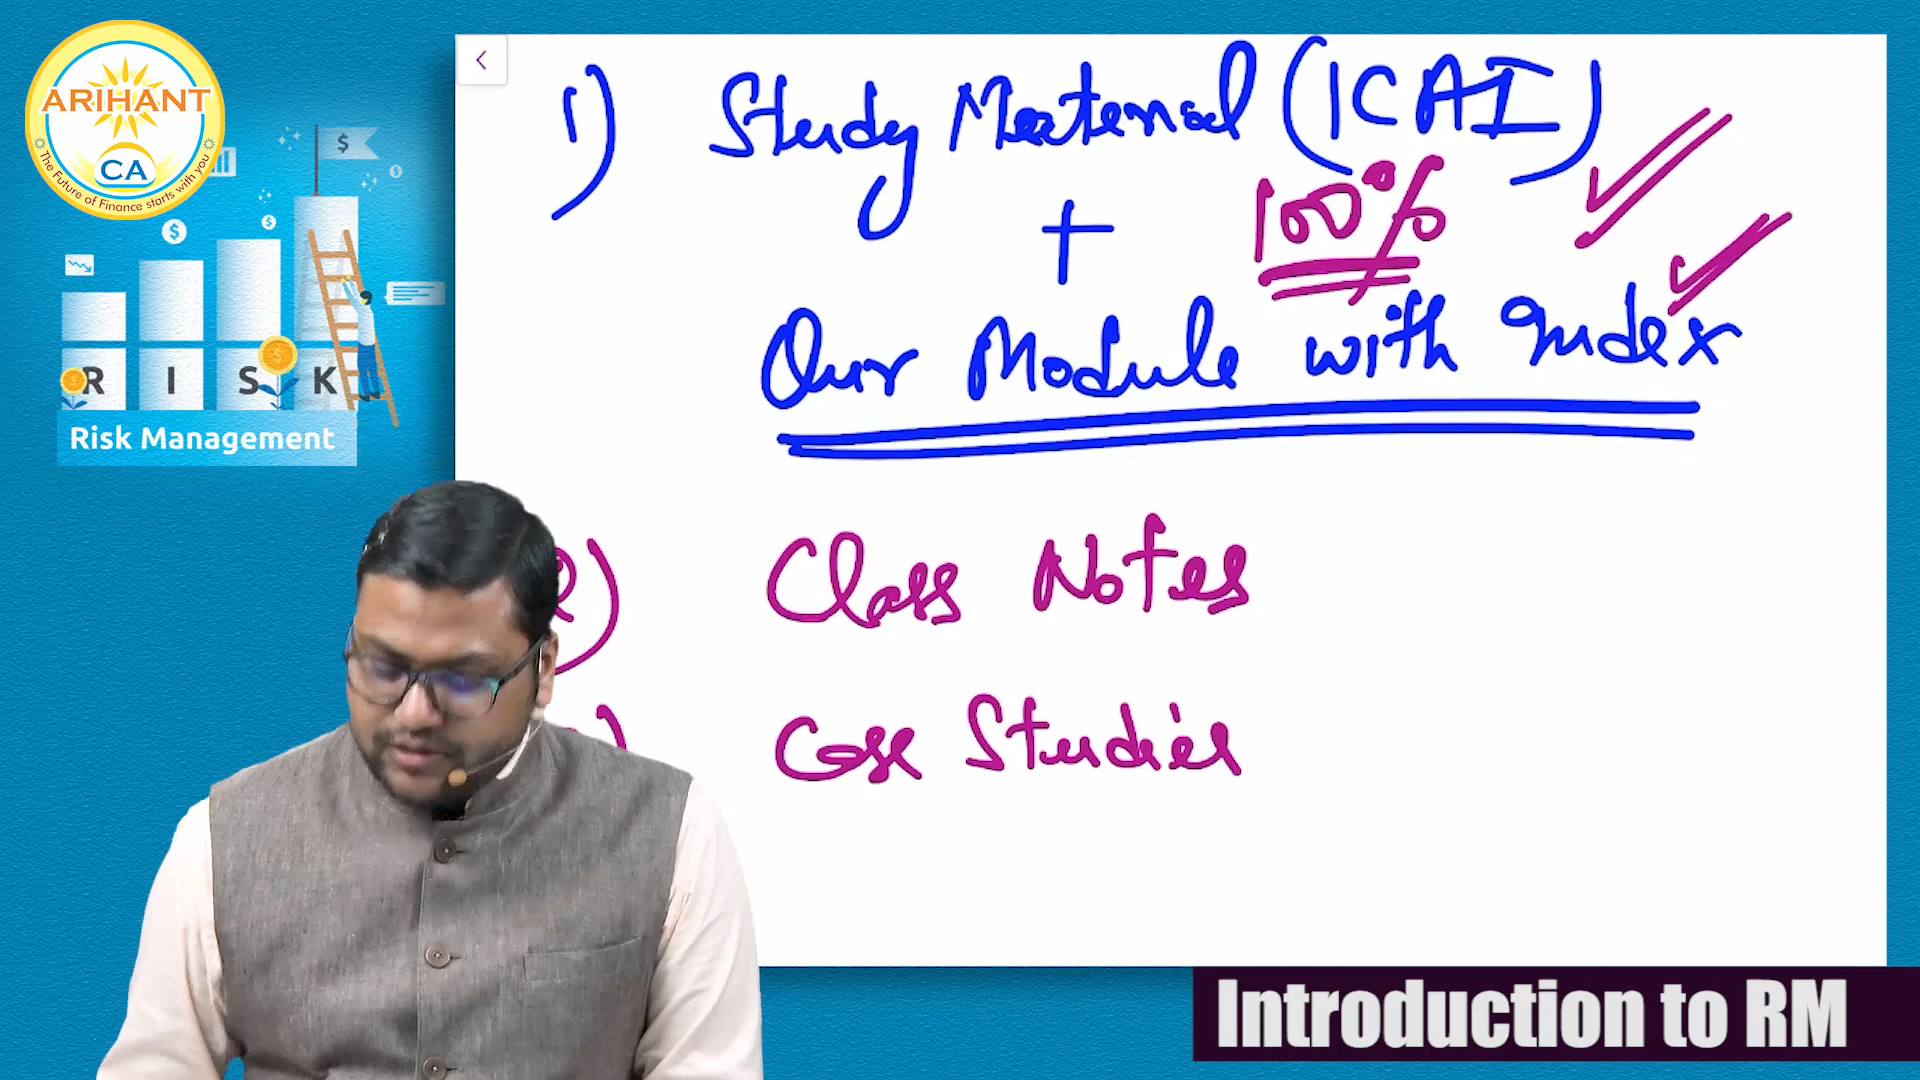 ARIHANT
CA
The Future of Finance starts with you
$
R I S K
Risk Management
1) Study Material (ICAI)
+ 100%
Our Module with Index
2) Class Notes
) Case Studies
Introduction to RM